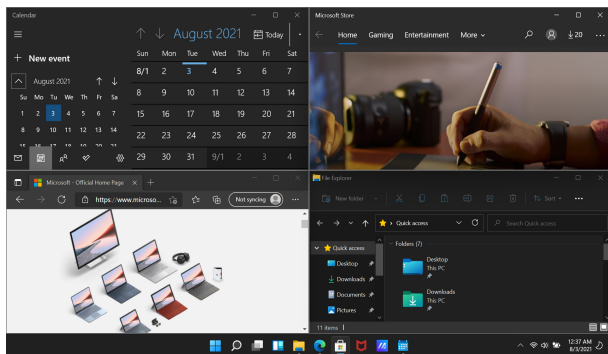 Calendar
New event
August 2021
Su Mo Tu We Th Fr Sa
1 2 3 4 5 6 7
8 9 10 11 12 13 14
15 16 17 18 19 20 21
August 2021 Today
Sun Mon Tue Wed Thu Fri Sat
8/1 2 3 4 5 6 7
8 9 10 11 12 13 14
15 16 17 18 19 20 21
22 23 24 25 26 27 28
29 30 31 9/1 2 3 4
Microsoft Store
Home Gaming Entertainment More 20
Microsoft - Official Home Page
https://www.microso... Not syncing
File Explorer
New folder Sort
Quick access Search Quick access
Quick access
Desktop
Downloads
Documents
Pictures
Folders (7)
Desktop
This PC
Downloads
This PC
11 items
12:37 AM
8/3/2021